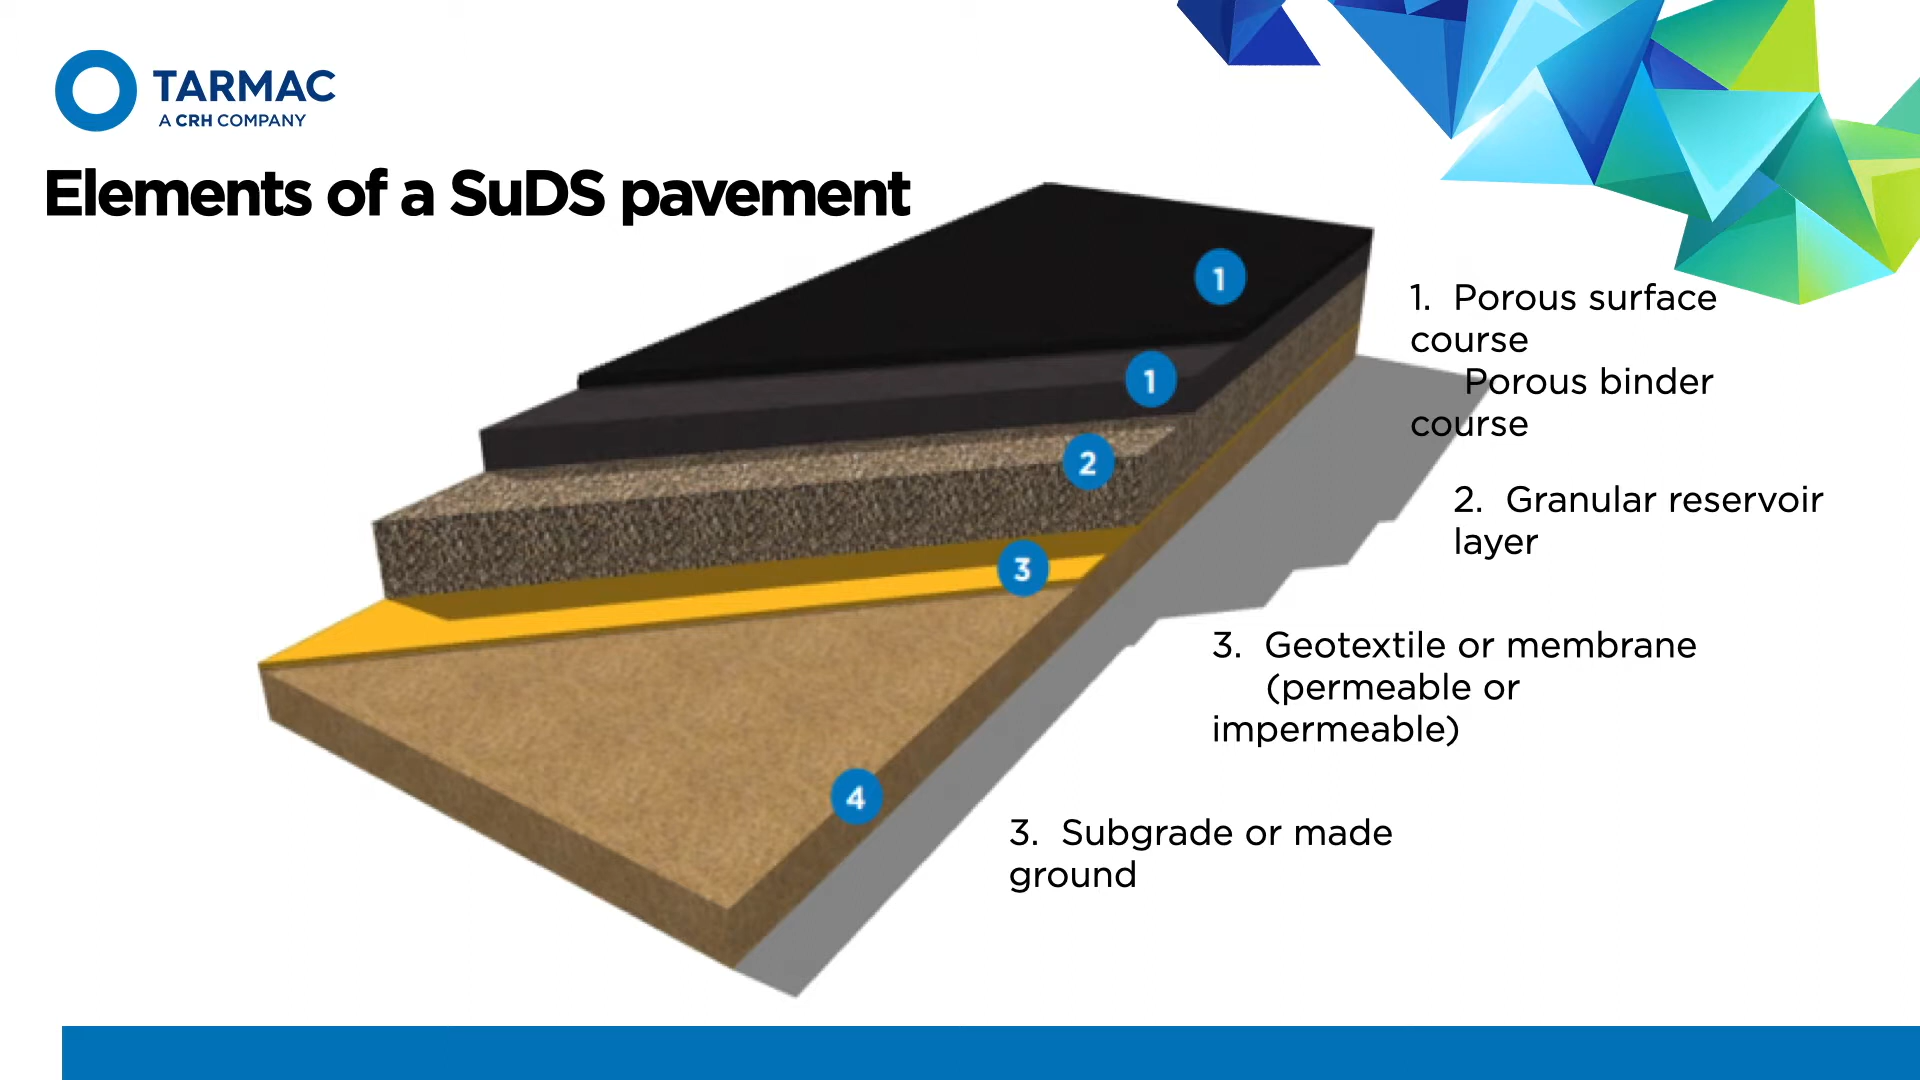 TARMAC
A CRH COMPANY
Elements of a SuDS pavement
1
1
2
3
4
1. Porous surface
course
Porous binder
course
2. Granular reservoir
layer
3. Geotextile or membrane
(permeable or
impermeable)
3. Subgrade or made
ground